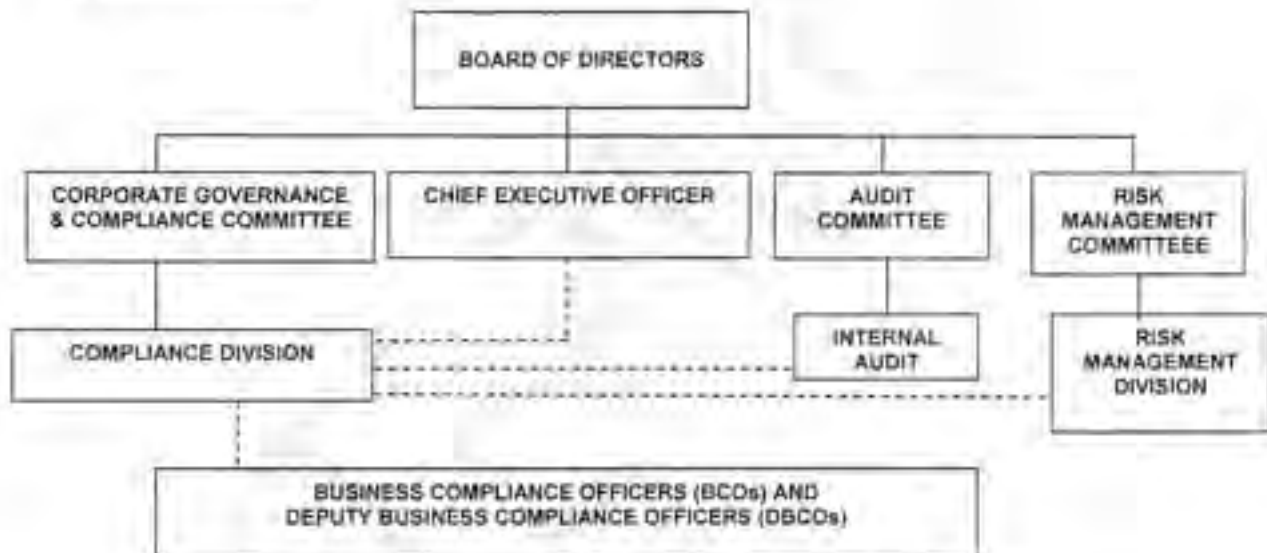 BOARD OF DIRECTORS
CORPORATE GOVERNANCE
& COMPLIANCE COMMITTEE
CHIEF EXECUTIVE OFFICER
AUDIT
COMMITTEE
RISK
MANAGEMENT
COMMITTEEE
COMPLIANCE DIVISION
INTERNAL
AUDIT
RISK
MANAGEMENT
DIVISION
BUSINESS COMPLIANCE OFFICERS (BCOs) AND
DEPUTY BUSINESS COMPLIANCE OFFICERS (DBCOs)